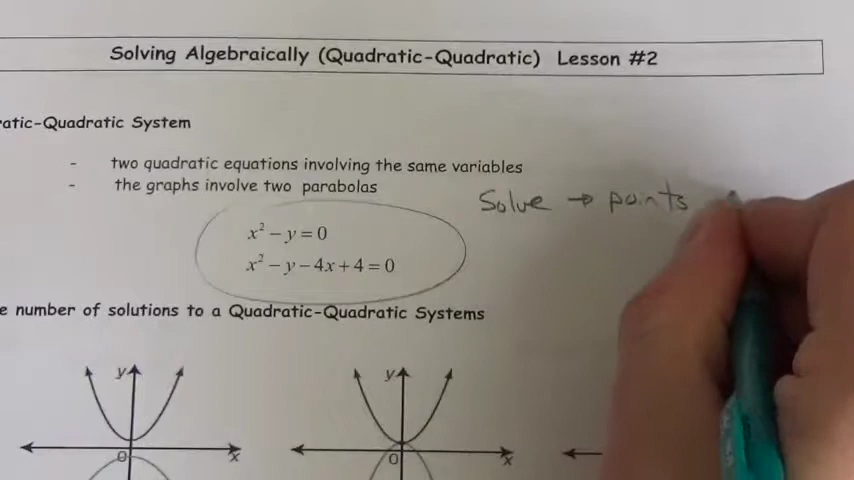 Solving Algebraically (Quadratic-Quadratic) Lesson #2
ratic-Quadratic System
- two quadratic equations involving the same variables
- the graphs involve two parabolas
Solve → points
x² - y = 0
x² - y - 4x + 4 = 0
e number of solutions to a Quadratic-Quadratic Systems
y
y
0
x
0
x